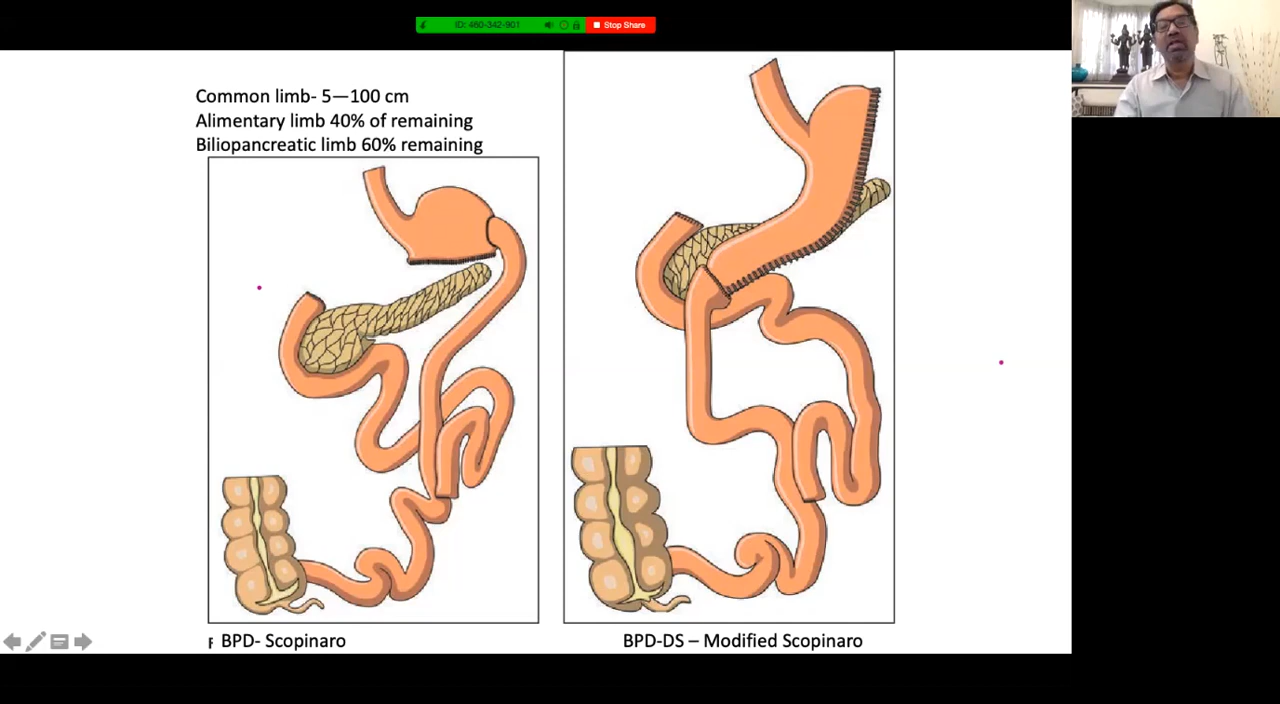 ID: 460-342-901
Stop Share
Common limb- 5—100 cm
Alimentary limb 40% of remaining
Biliopancreatic limb 60% remaining
BPD- Scopinaro
BPD-DS – Modified Scopinaro